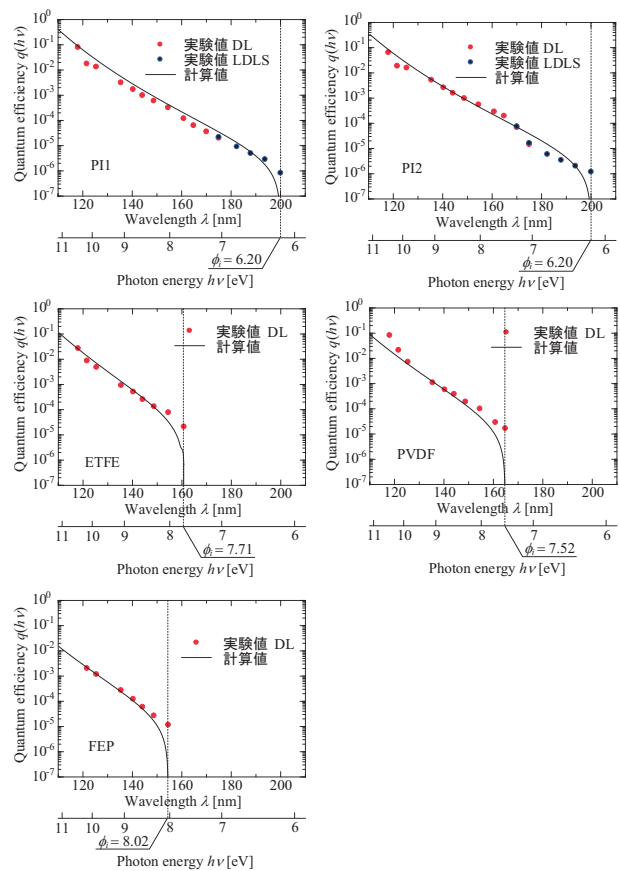 Quantum efficiency q(hν)
10⁰
10⁻¹
10⁻²
10⁻³
10⁻⁴
10⁻⁵
10⁻⁶
10⁻⁷
実験値 DL
実験値 LDLS
計算値
PI1
120 140 160 180 200
Wavelength λ [nm]
11 10 9 8 7 6
ϕᵢ = 6.20
Photon energy hν [eV]
Quantum efficiency q(hν)
10⁰
10⁻¹
10⁻²
10⁻³
10⁻⁴
10⁻⁵
10⁻⁶
10⁻⁷
実験値 DL
実験値 LDLS
計算値
PI2
120 140 160 180 200
Wavelength λ [nm]
11 10 9 8 7 6
ϕᵢ = 6.20
Photon energy hν [eV]
Quantum efficiency q(hν)
10⁰
10⁻¹
10⁻²
10⁻³
10⁻⁴
10⁻⁵
10⁻⁶
10⁻⁷
実験値 DL
計算値
ETFE
120 140 160 180 200
Wavelength λ [nm]
11 10 9 8 7 6
ϕᵢ = 7.71
Photon energy hν [eV]
Quantum efficiency q(hν)
10⁰
10⁻¹
10⁻²
10⁻³
10⁻⁴
10⁻⁵
10⁻⁶
10⁻⁷
実験値 DL
計算値
PVDF
120 140 160 180 200
Wavelength λ [nm]
11 10 9 8 7 6
ϕᵢ = 7.52
Photon energy hν [eV]
Quantum efficiency q(hν)
10⁰
10⁻¹
10⁻²
10⁻³
10⁻⁴
10⁻⁵
10⁻⁶
10⁻⁷
実験値 DL
計算値
FEP
120 140 160 180 200
Wavelength λ [nm]
11 10 9 8 7 6
ϕᵢ = 8.02
Photon energy hν [eV]